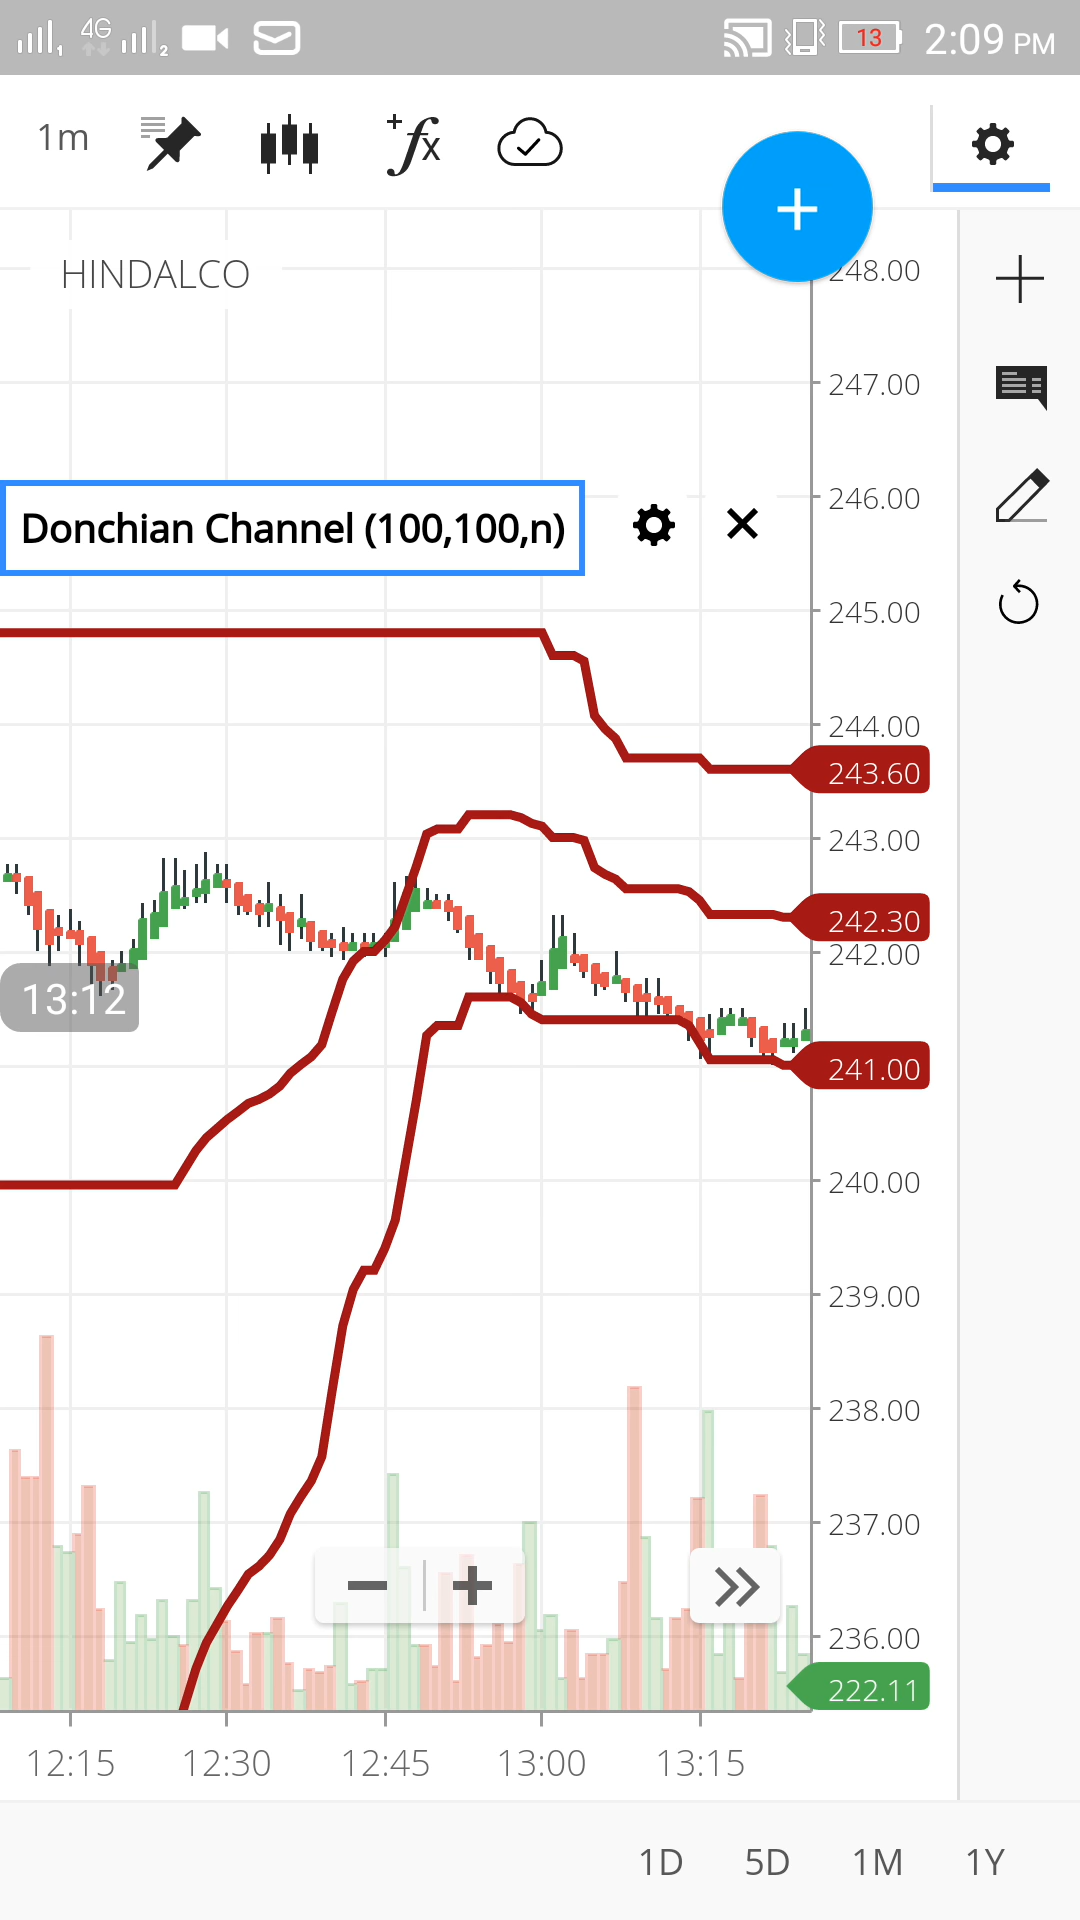 1 4G 2 13 2:09 PM
1m + fx
HINDALCO
248.00
247.00
246.00
Donchian Channel (100,100,n)
245.00
244.00
243.60
243.00
242.30
242.00
13:12
241.00
240.00
239.00
238.00
237.00
236.00
222.11
12:15 12:30 12:45 13:00 13:15
1D 5D 1M 1Y